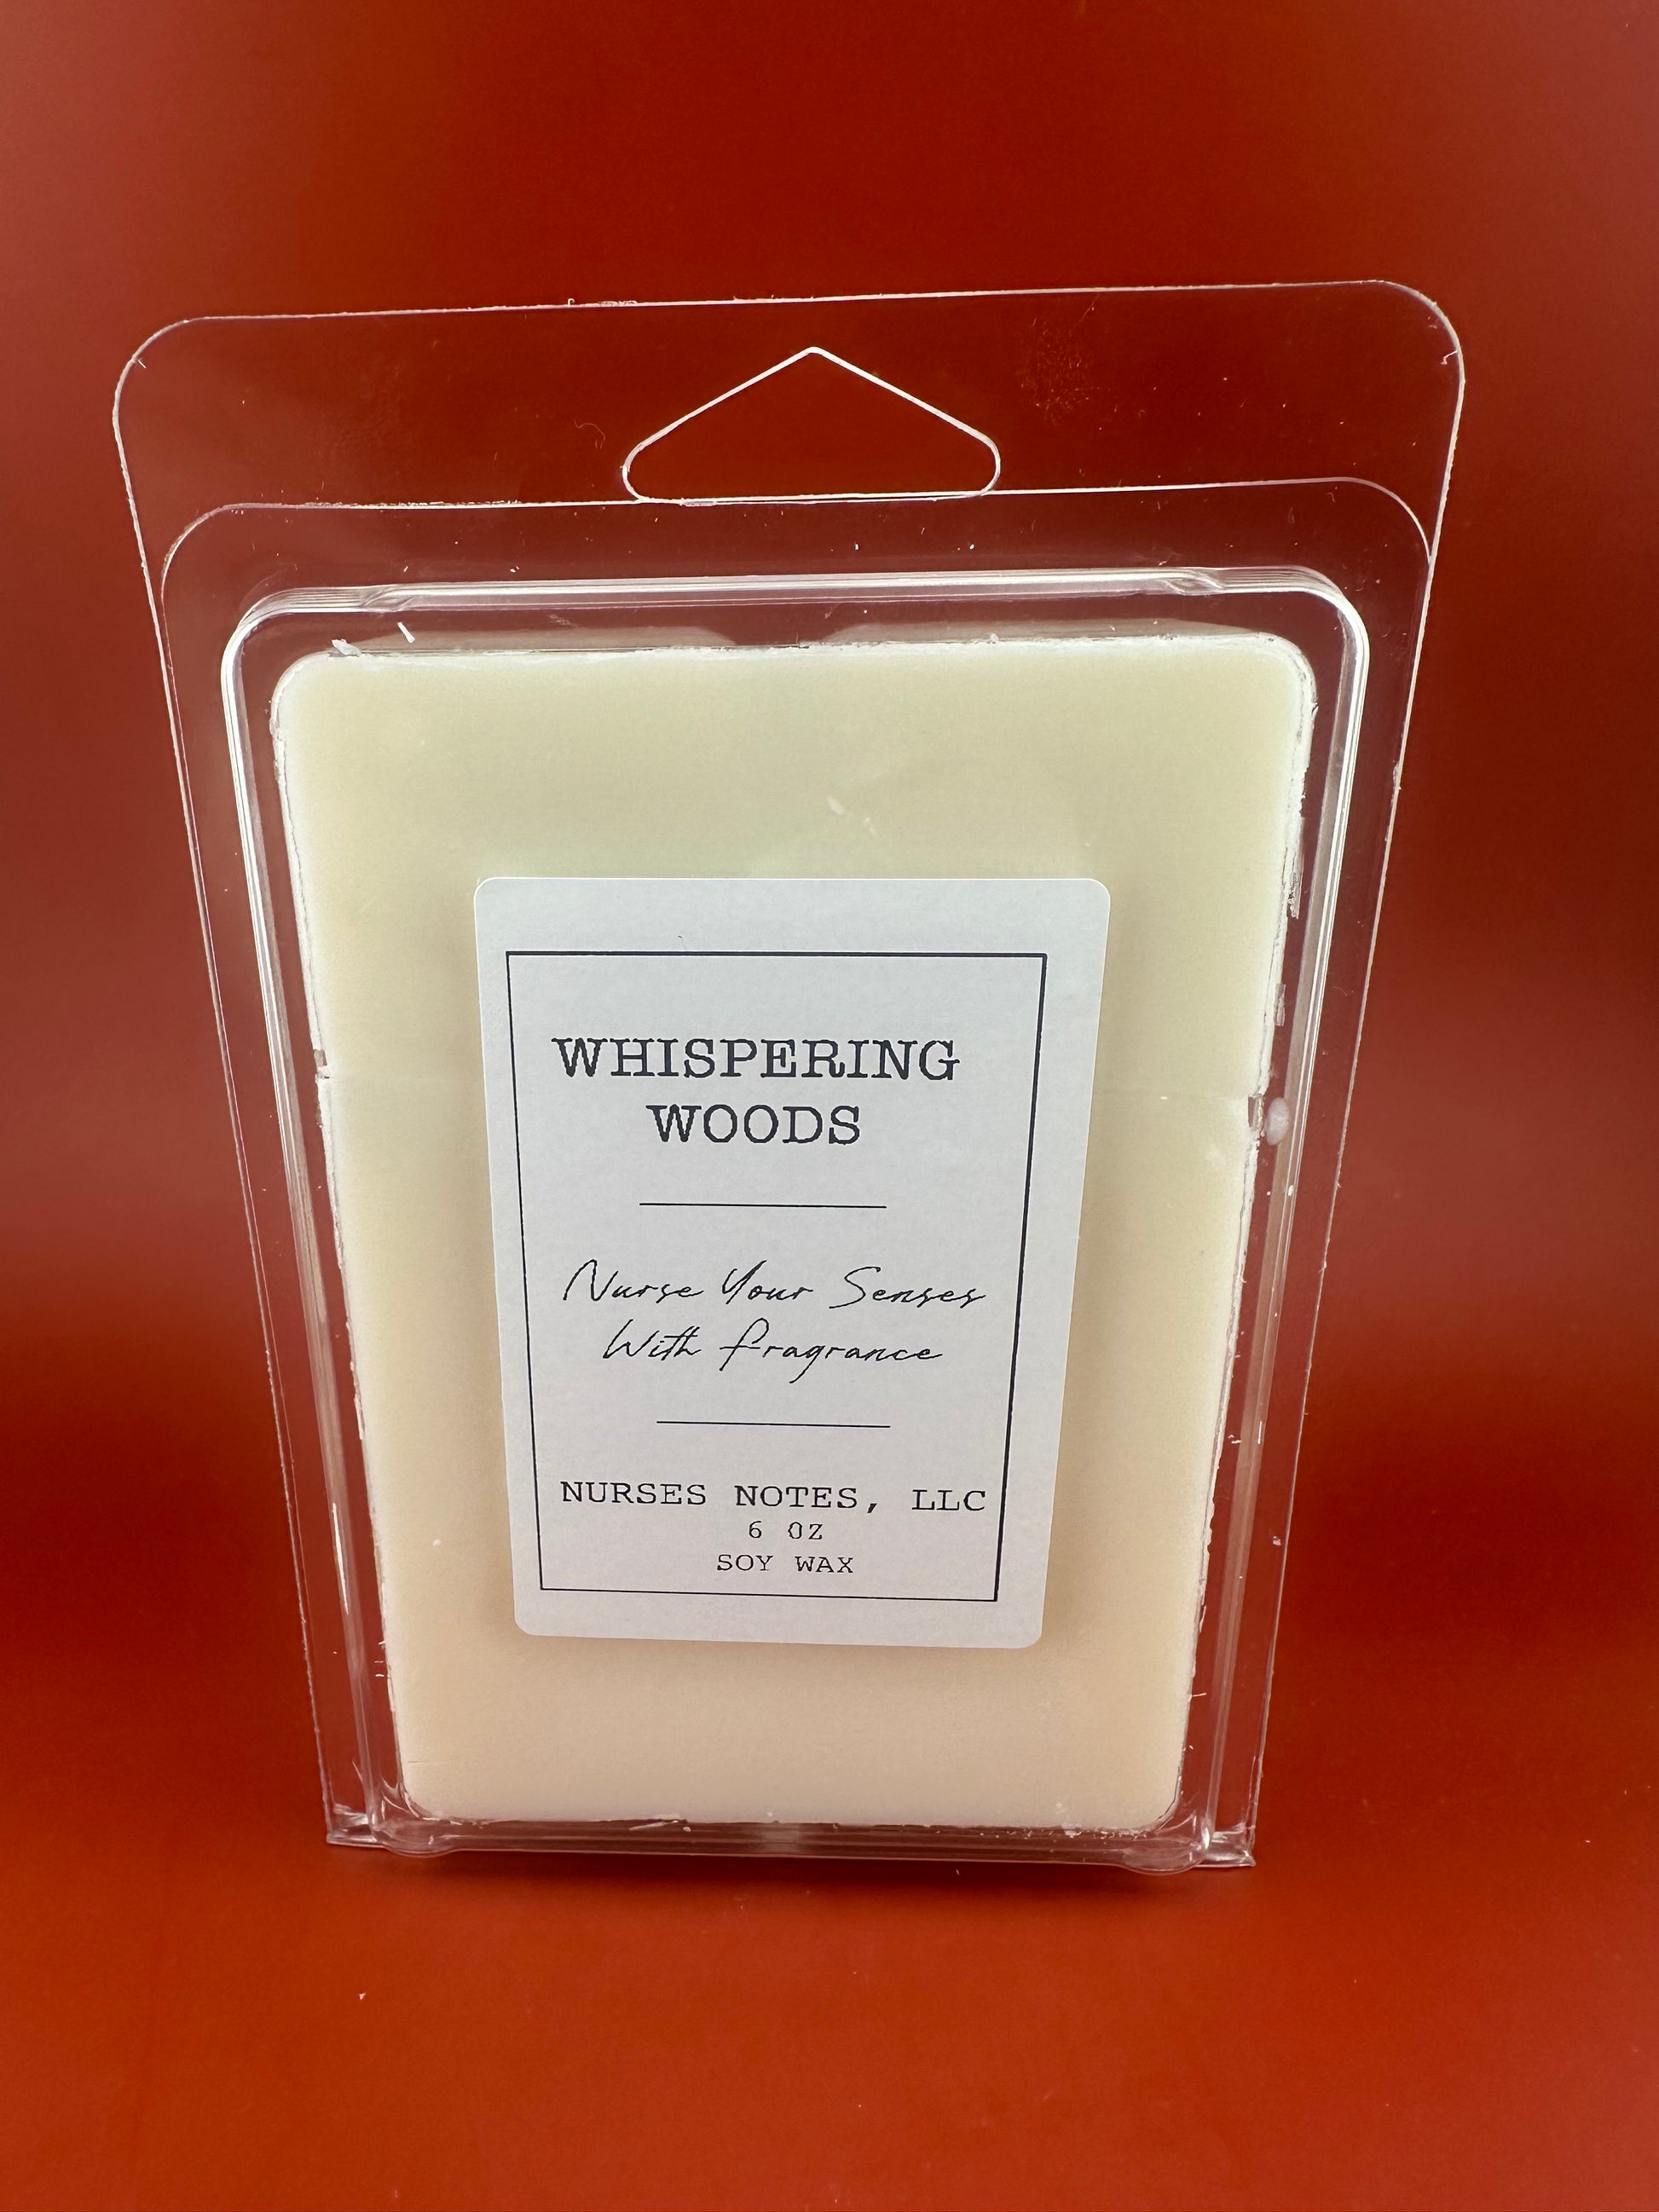 WHISPERING
WOODS
Nurse Your Senses
With Fragrance
NURSES NOTES, LLC
6 OZ
SOY WAX